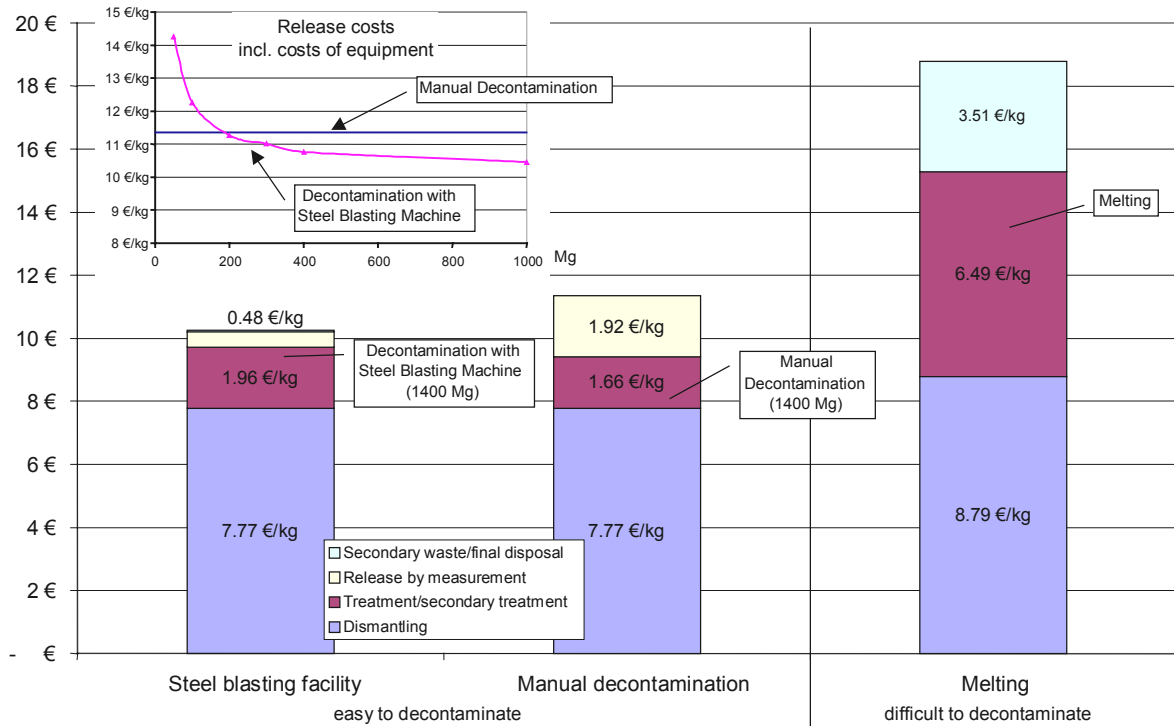 20 €
18 €
16 €
14 €
12 €
10 €
8 €
6 €
4 €
2 €
- €
15 €/kg
14 €/kg
13 €/kg
12 €/kg
11 €/kg
10 €/kg
9 €/kg
8 €/kg
Release costs
incl. costs of equipment
Manual Decontamination
Decontamination with
Steel Blasting Machine
0 200 400 600 800 1000 Mg
0.48 €/kg
1.96 €/kg
7.77 €/kg
Decontamination with
Steel Blasting Machine
(1400 Mg)
1.92 €/kg
1.66 €/kg
7.77 €/kg
Manual
Decontamination
(1400 Mg)
3.51 €/kg
6.49 €/kg
8.79 €/kg
Melting
Secondary waste/final disposal
Release by measurement
Treatment/secondary treatment
Dismantling
Steel blasting facility Manual decontamination Melting
easy to decontaminate difficult to decontaminate